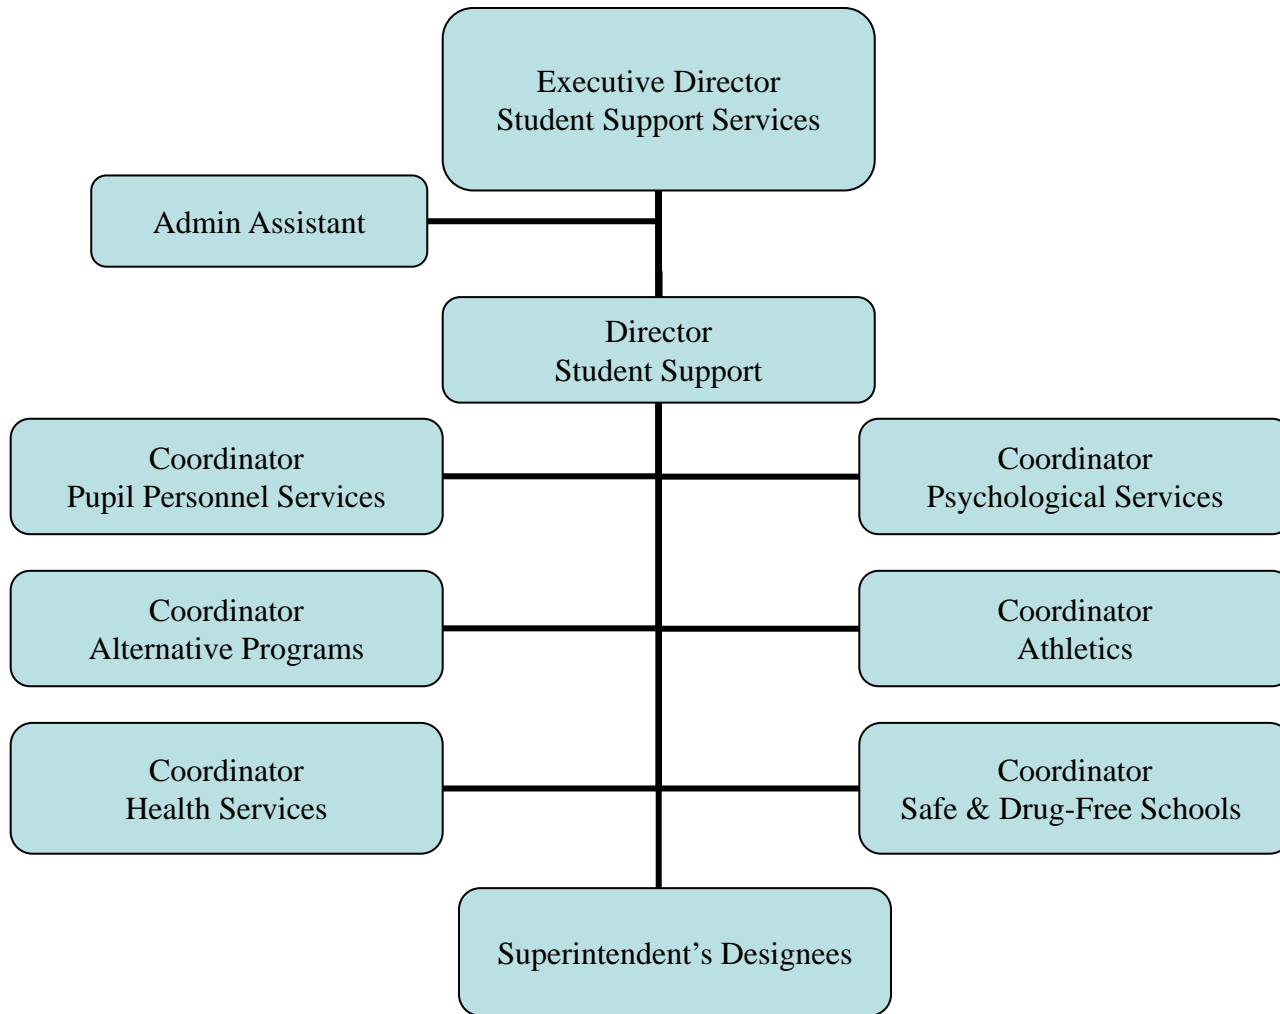 Executive Director
Student Support Services
Admin Assistant
Director
Student Support
Coordinator
Pupil Personnel Services
Coordinator
Psychological Services
Coordinator
Alternative Programs
Coordinator
Athletics
Coordinator
Health Services
Coordinator
Safe & Drug-Free Schools
Superintendent’s Designees